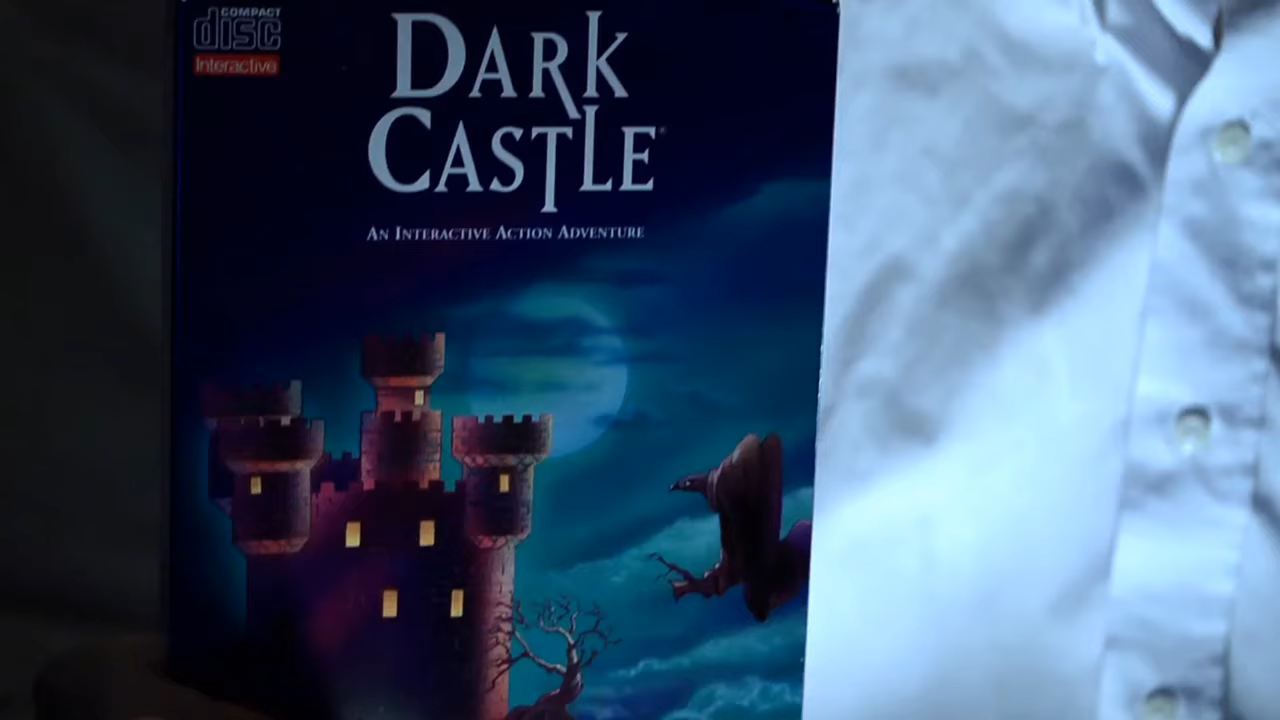 COMPACT
disc
Interactive
DARK
CASTLE®
AN INTERACTIVE ACTION ADVENTURE